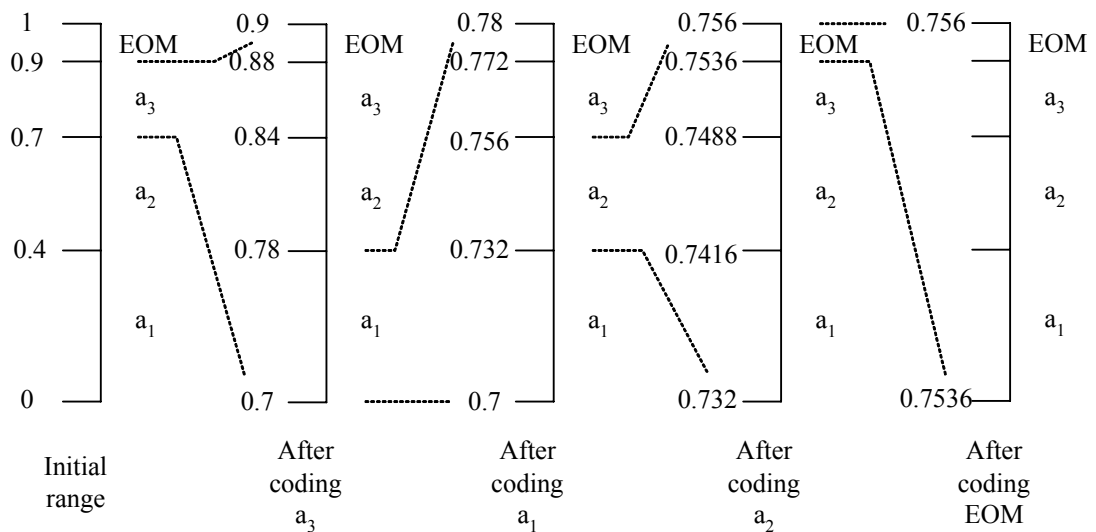 1
0.9
0.7
0.4
0
EOM
a3
a2
a1
0.9
0.88
0.84
0.78
0.7
EOM
a3
a2
a1
0.78
0.772
0.756
0.732
0.7
EOM
a3
a2
a1
0.756
0.7536
0.7488
0.7416
0.732
EOM
a3
a2
a1
0.756
0.7536
EOM
a3
a2
a1
Initial
range
After
coding
a3
After
coding
a1
After
coding
a2
After
coding
EOM